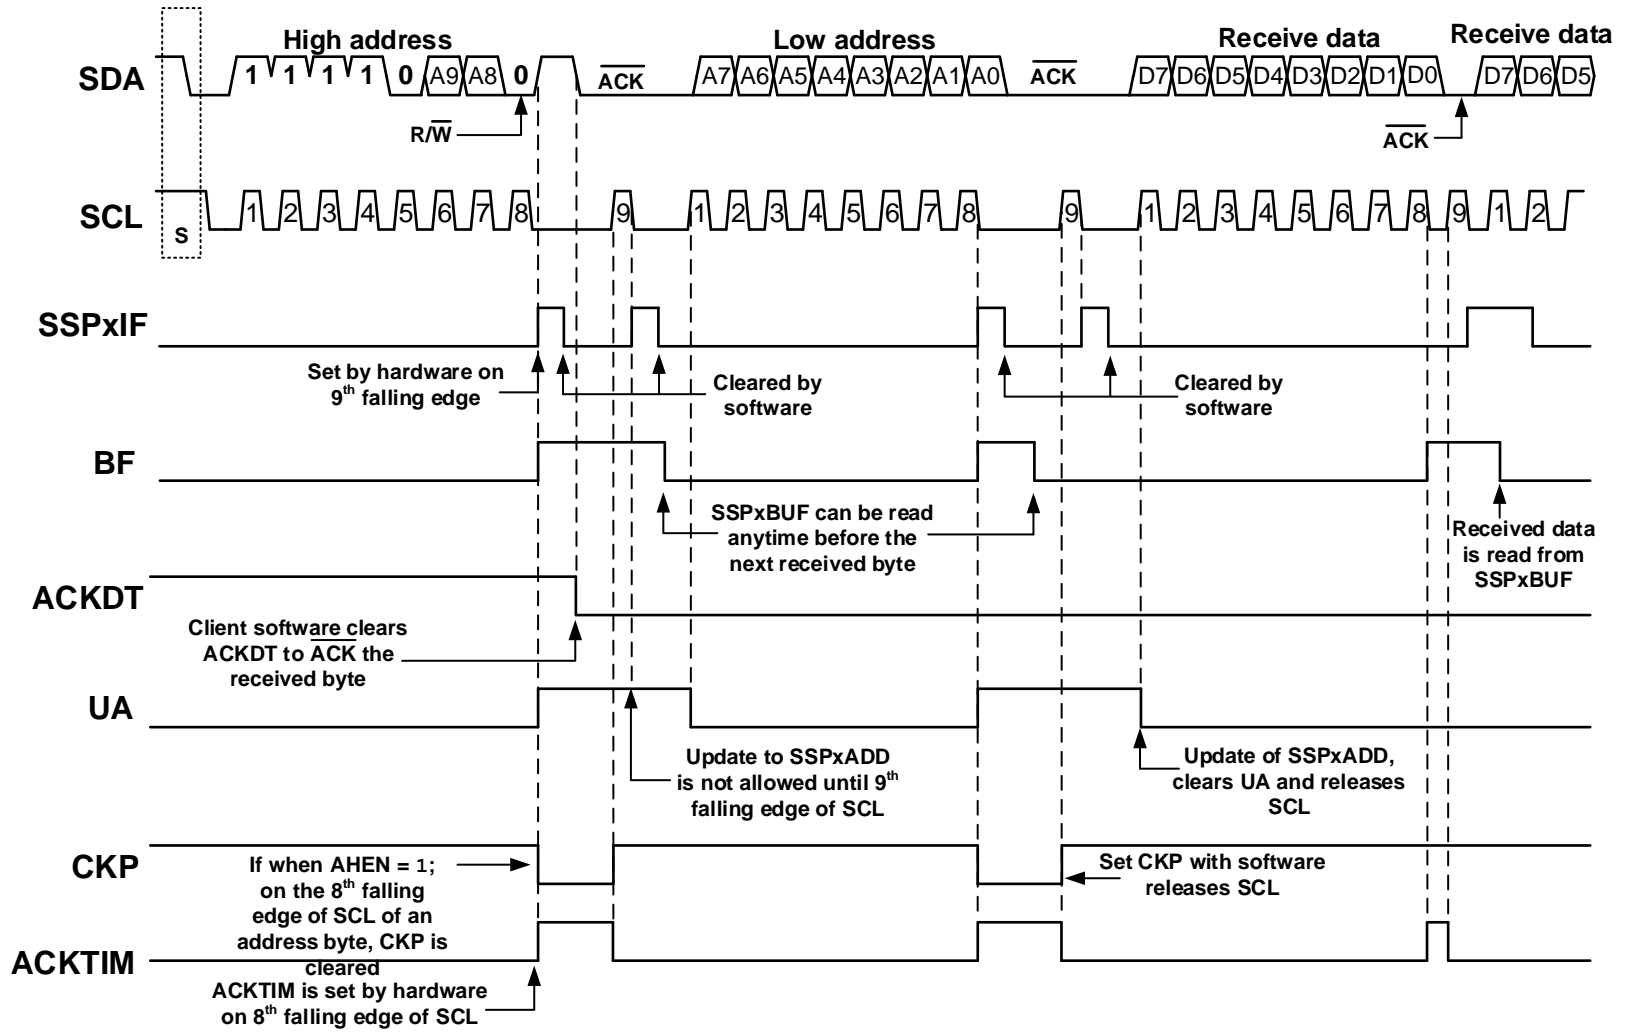 High address
Low address
Receive data
Receive data
SDA
1 1 1 1 0 A9 A8 0
ACK
A7 A6 A5 A4 A3 A2 A1 A0
ACK
D7 D6 D5 D4 D3 D2 D1 D0
D7 D6 D5
R/W
ACK
SCL
S
1 2 3 4 5 6 7 8 9 1 2 3 4 5 6 7 8 9 1 2 3 4 5 6 7 8 9 1 2
SSPxIF
Set by hardware on
9th falling edge
Cleared by
software
Cleared by
software
BF
SSPxBUF can be read
anytime before the
next received byte
Received data
is read from
SSPxBUF
ACKDT
Client software clears
ACKDT to ACK the
received byte
UA
Update to SSPxADD
is not allowed until 9th
falling edge of SCL
Update of SSPxADD,
clears UA and releases
SCL
CKP
If when AHEN = 1;
on the 8th falling
edge of SCL of an
address byte, CKP is
cleared
Set CKP with software
releases SCL
ACKTIM
ACKTIM is set by hardware
on 8th falling edge of SCL